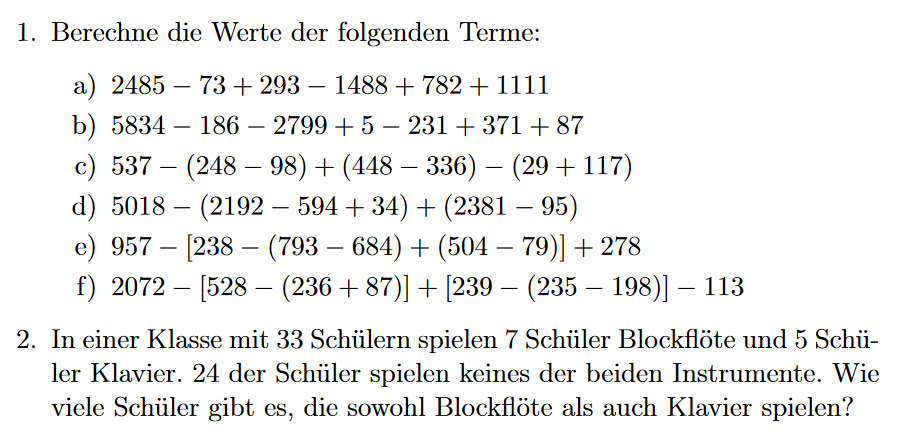 1. Berechne die Werte der folgenden Terme:
a) 2485 − 73 + 293 − 1488 + 782 + 1111
b) 5834 − 186 − 2799 + 5 − 231 + 371 + 87
c) 537 − (248 − 98) + (448 − 336) − (29 + 117)
d) 5018 − (2192 − 594 + 34) + (2381 − 95)
e) 957 − [238 − (793 − 684) + (504 − 79)] + 278
f) 2072 − [528 − (236 + 87)] + [239 − (235 − 198)] − 113
2. In einer Klasse mit 33 Schülern spielen 7 Schüler Blockflöte und 5 Schü-
ler Klavier. 24 der Schüler spielen keines der beiden Instrumente. Wie
viele Schüler gibt es, die sowohl Blockflöte als auch Klavier spielen?